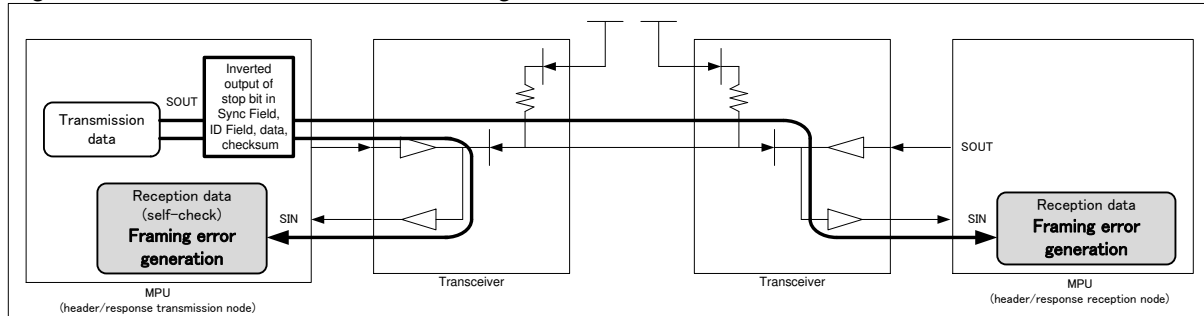 Inverted
output of
stop bit in
Sync Field,
ID Field, data,
checksum
SOUT
Transmission
data
SOUT
Reception data
(self-check)
Framing error
generation
SIN
SIN
Reception data
Framing error
generation
Transceiver
Transceiver
MPU
(header/response transmission node)
MPU
(header/response reception node)